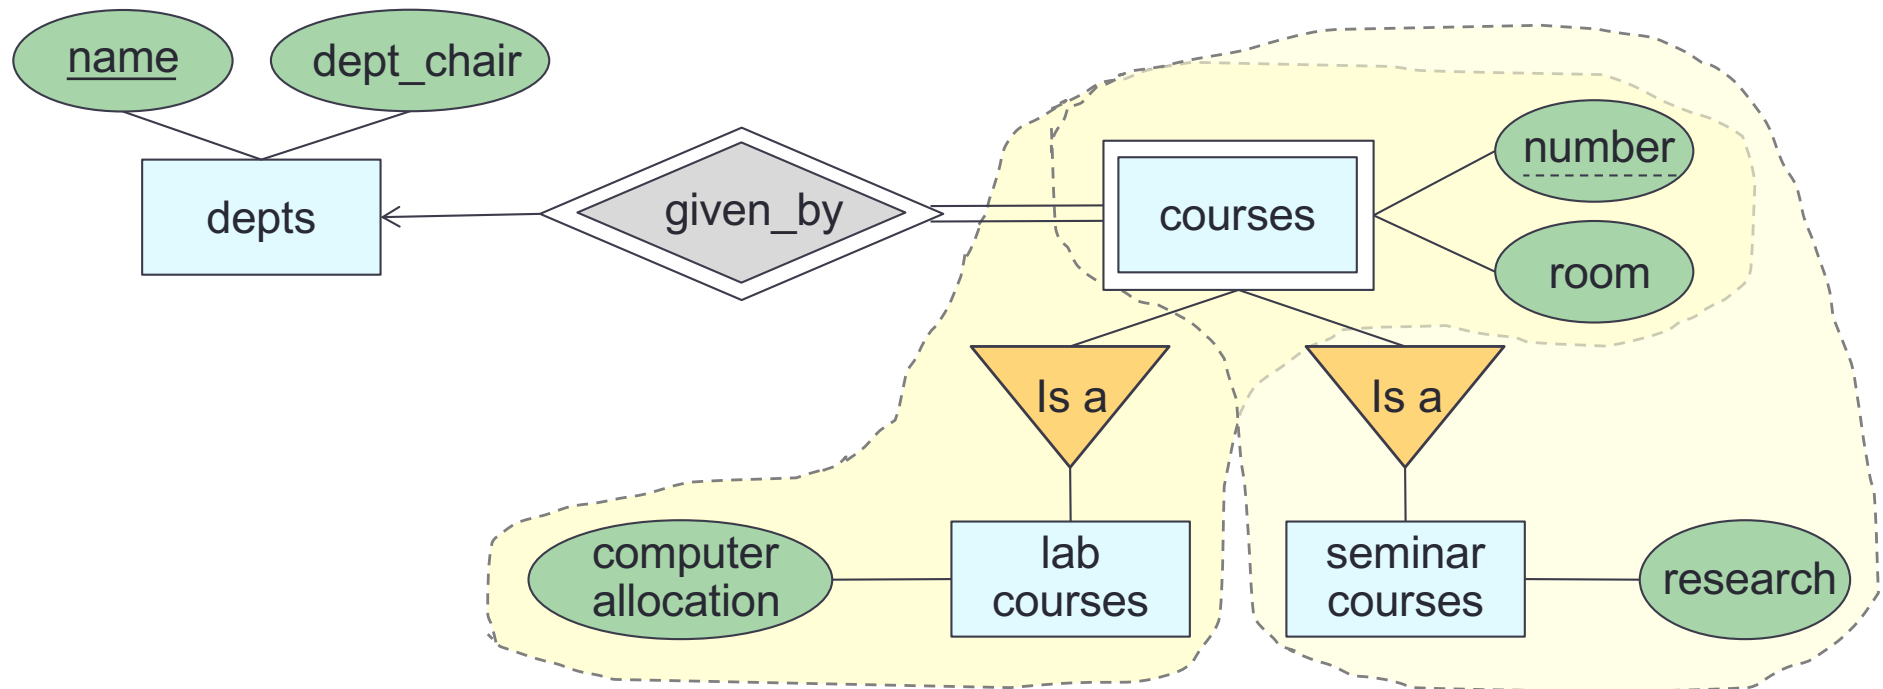 name
dept_chair
depts
given_by
courses
number
room
Is a
Is a
computer
allocation
lab
courses
seminar
courses
research